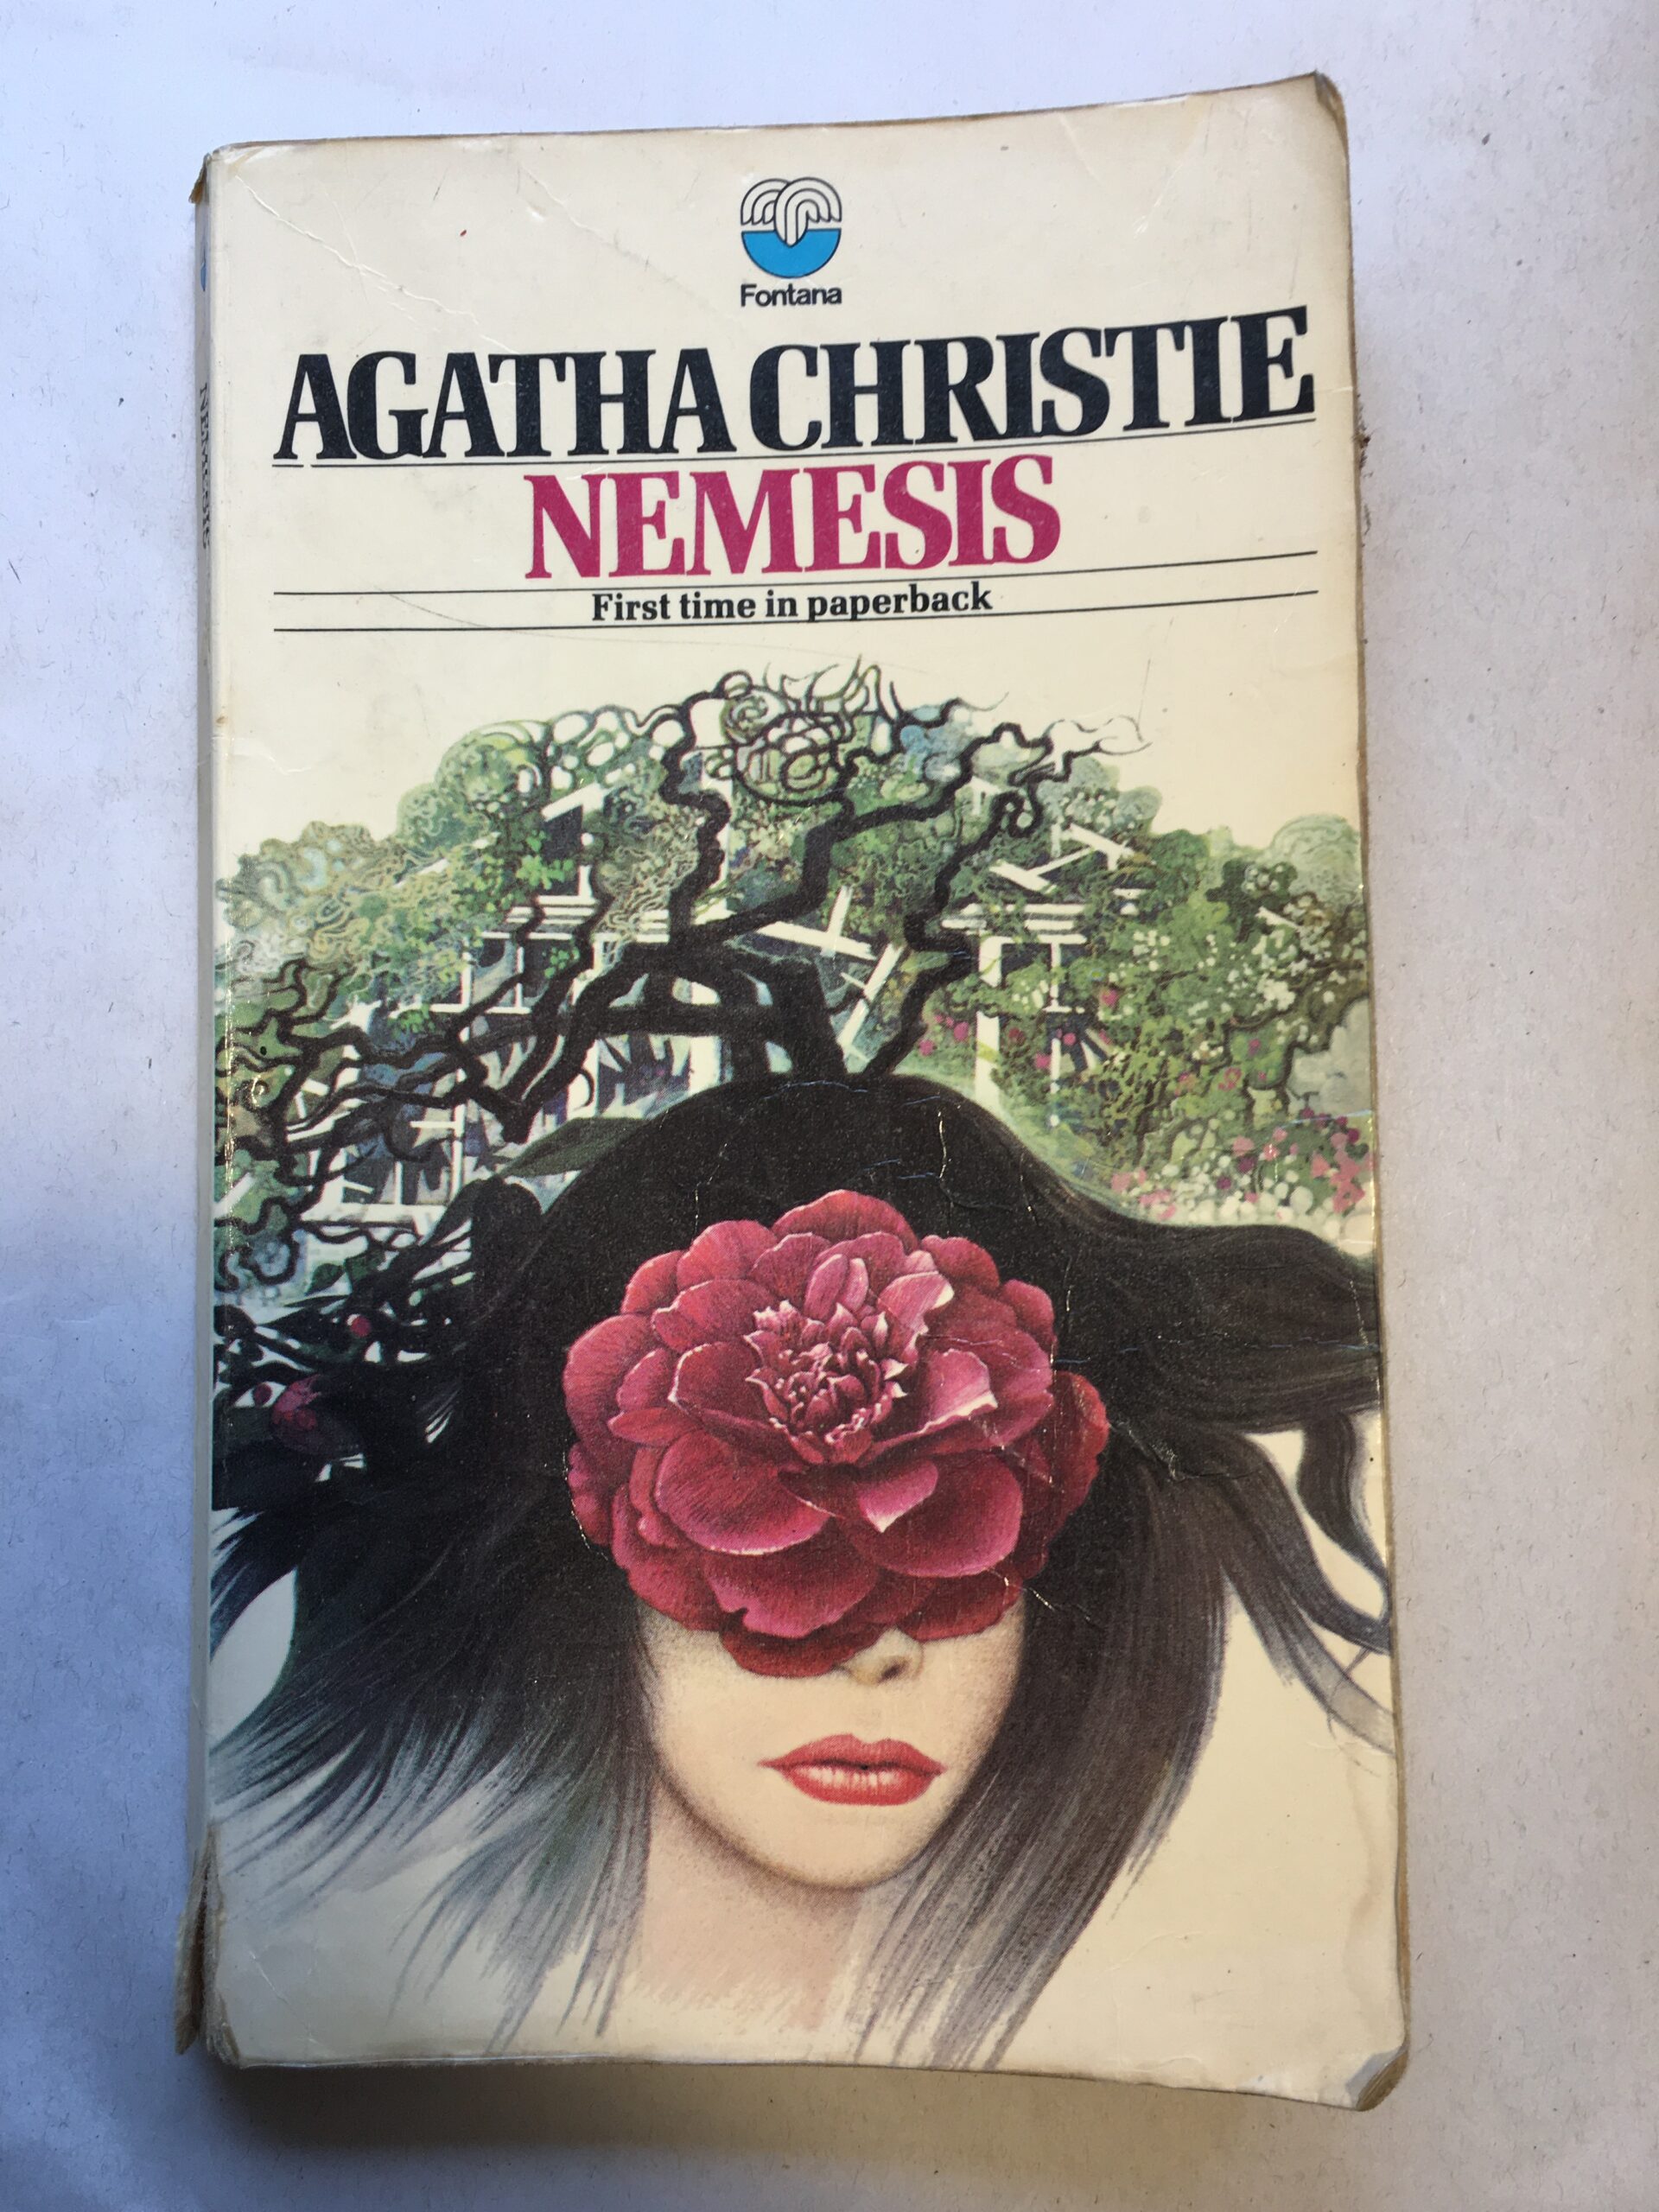 Fontana
AGATHA CHRISTIE
NEMESIS
First time in paperback
NEMESIS